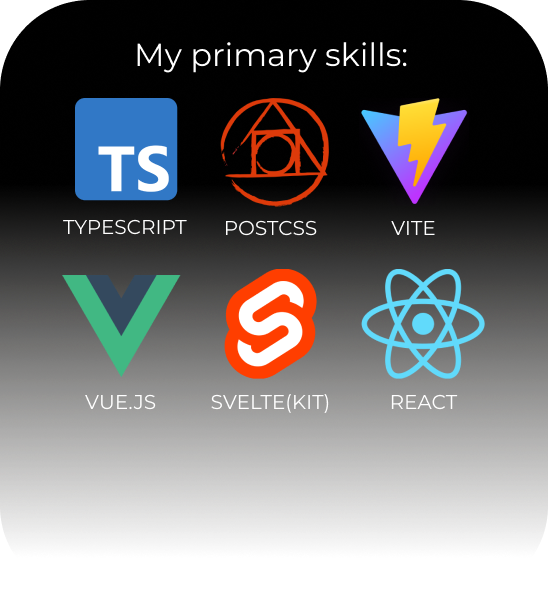 My primary skills:
TS
TYPESCRIPT POSTCSS VITE
VUE.JS SVELTE(KIT) REACT